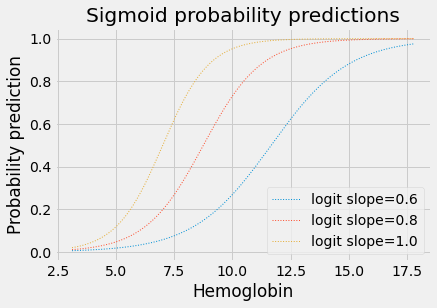 Sigmoid probability predictions
Probability prediction
1.0
0.8
0.6
0.4
0.2
0.0
logit slope=0.6
logit slope=0.8
logit slope=1.0
2.5 5.0 7.5 10.0 12.5 15.0 17.5
Hemoglobin